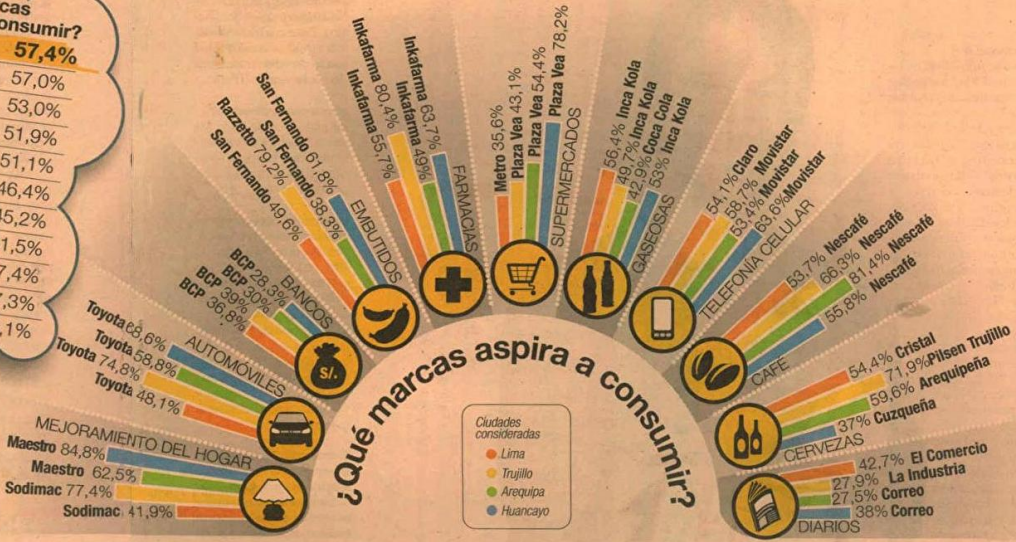 cas
onsumir?
57,4%
57,0%
53,0%
51,9%
51,1%
46,4%
45,2%
1,5%
7,4%
,3%
,1%
MEJORAMIENTO DEL HOGAR
Maestro 84,8%
Maestro 62,5%
Sodimac 77,4%
Sodimac 41,9%
AUTOMÓVILES
Toyota 68,6%
Toyota 58,8%
Toyota 74,8%
Toyota 48,1%
BANCOS
BCP 28,3%
BCP 30%
BCP 39%
BCP 36,8%
S/.
EMBUTIDOS
San Fernando 61,8%
San Fernando 38,3%
Razzetto 79,2%
San Fernando 49,6%
FARMACIAS
Inkafarma 63,7%
Inkafarma 49%
Inkafarma 80,4%
Inkafarma 55,7%
Metro 35,6%
Plaza Vea 43,1%
Plaza Vea 54,4%
Plaza Vea 78,2%
SUPERMERCADOS
56,4% Inca Kola
49,7% Inca Kola
42,9% Coca Cola
53% Inca Kola
GASEOSAS
54,1% Claro
58,7% Movistar
53,4% Movistar
63,6% Movistar
TELEFONÍA CELULAR
53,7% Nescafé
66,3% Nescafé
81,4% Nescafé
55,8% Nescafé
CAFÉ
54,4% Cristal
71,9% Pilsen Trujillo
59,6% Arequipeña
37% Cuzqueña
CERVEZAS
42,7% El Comercio
27,9% La Industria
27,5% Correo
38% Correo
DIARIOS
¿Qué marcas aspira a consumir?
Ciudades
consideradas
Lima
Trujillo
Arequipa
Huancayo